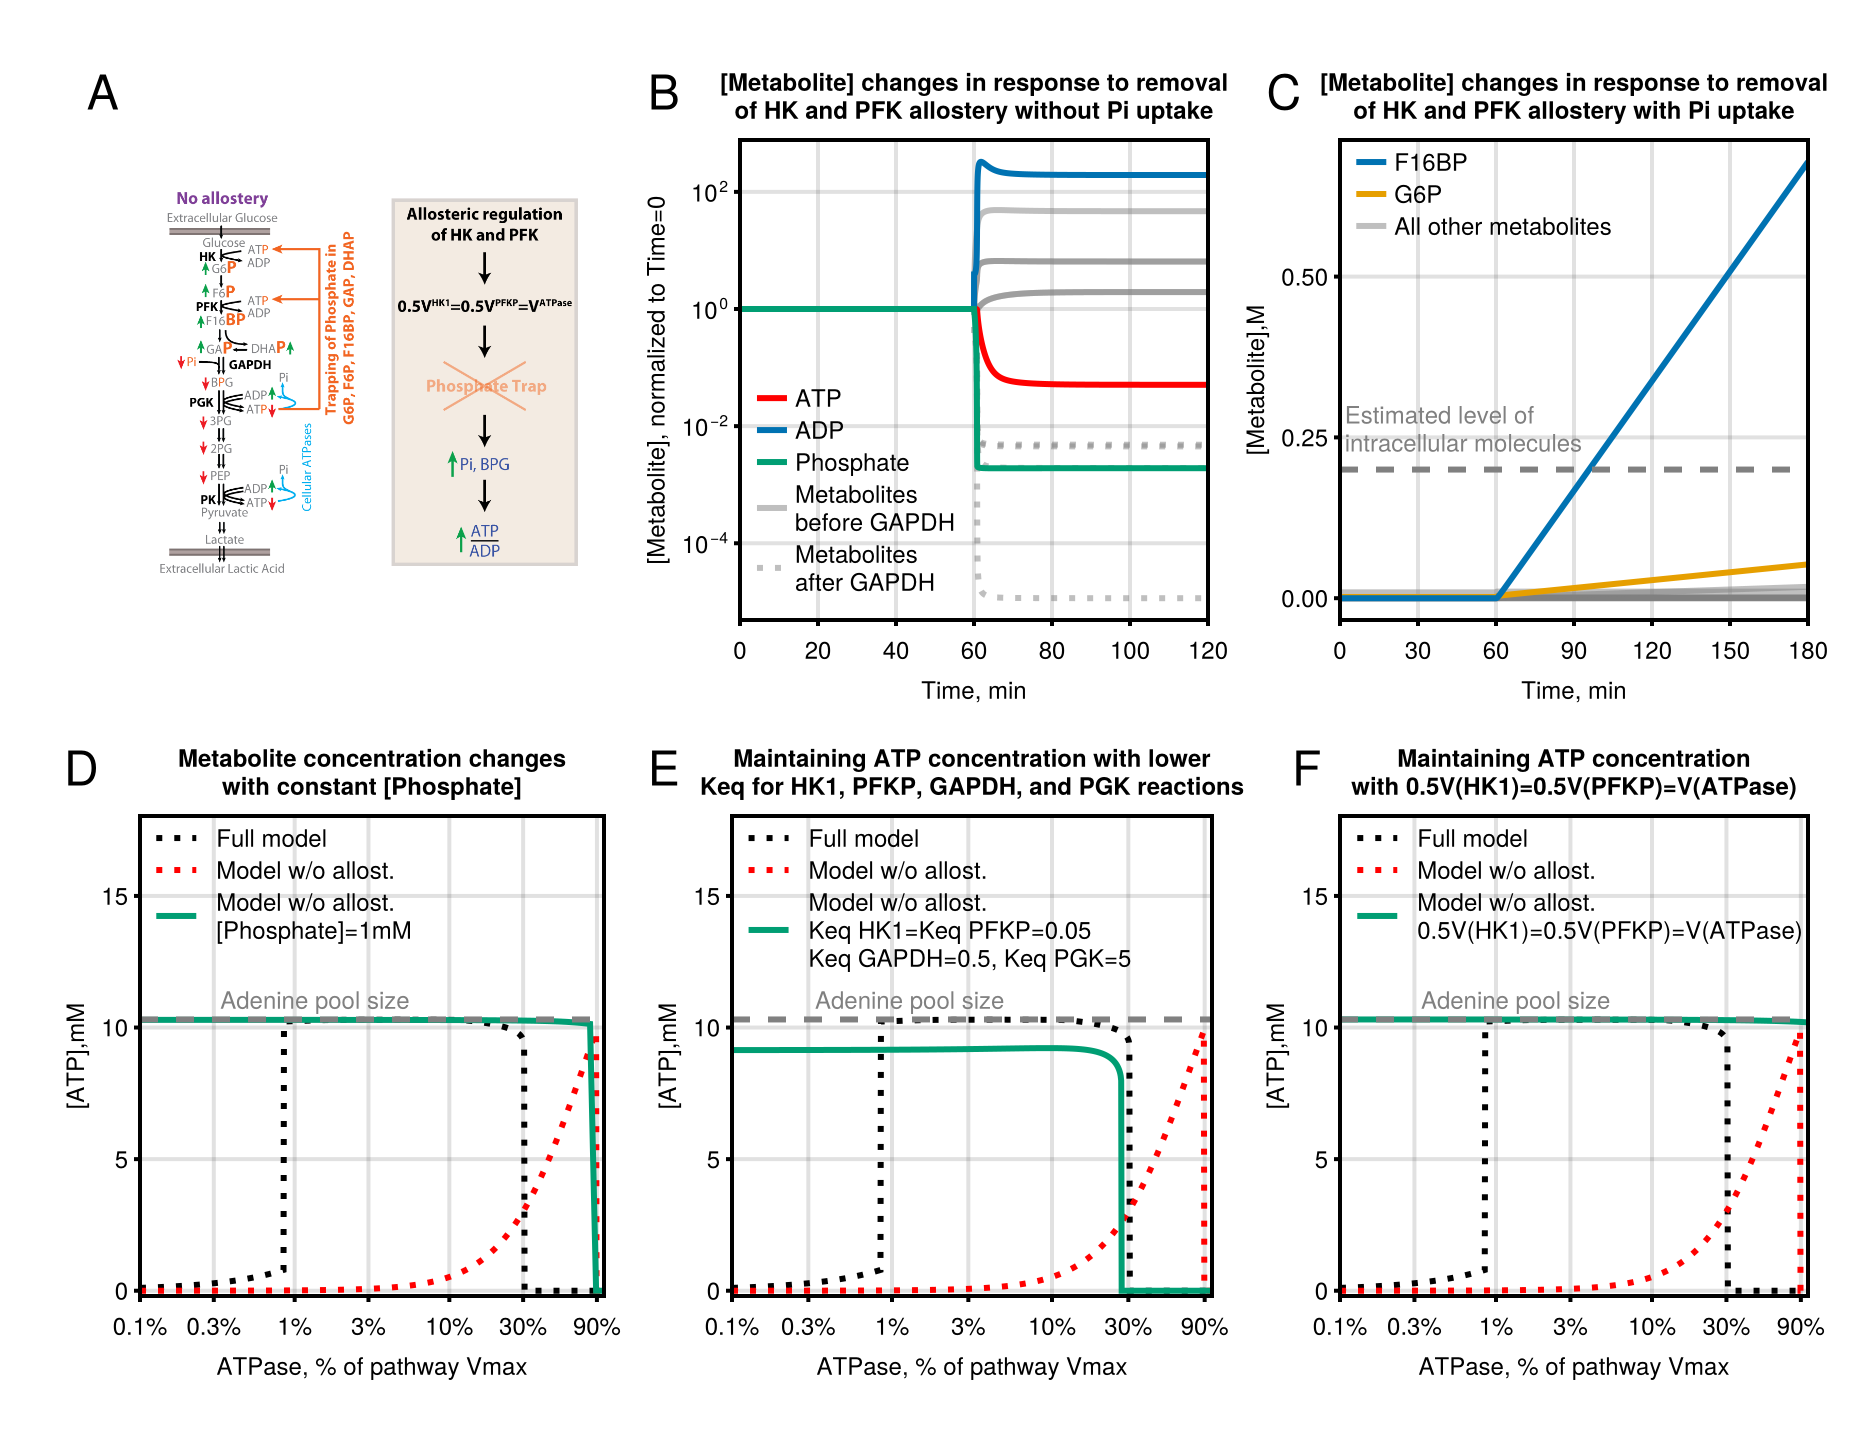 A
No allostery
Extracellular Glucose
Glucose
HK
ATP
ADP
G6P
F6P
PFK
ATP
ADP
F16BP
GAP
DHAP
Pi
GAPDH
BPG
Pi
PGK
ADP
ATP
3PG
2PG
PEP
Pi
PK
ADP
ATP
Pyruvate
Lactate
Extracellular Lactic Acid
Cellular ATPases
Trapping of Phosphate in
G6P, F6P, F16BP, GAP, DHAP
Allosteric regulation
of HK and PFK
0.5V^HK1=0.5V^PFKP=V^ATPase
Phosphate Trap
Pi, BPG
ATP
ADP
B
[Metabolite] changes in response to removal
of HK and PFK allostery without Pi uptake
[Metabolite], normalized to Time=0
10^2
10^0
10^−2
10^−4
ATP
ADP
Phosphate
Metabolites
before GAPDH
Metabolites
after GAPDH
0 20 40 60 80 100 120
Time, min
C
[Metabolite] changes in response to removal
of HK and PFK allostery with Pi uptake
[Metabolite],M
F16BP
G6P
All other metabolites
0.50
0.25
0.00
Estimated level of
intracellular molecules
0 30 60 90 120 150 180
Time, min
D
Metabolite concentration changes
with constant [Phosphate]
Full model
Model w/o allost.
Model w/o allost.
[Phosphate]=1mM
Adenine pool size
[ATP],mM
15
10
5
0
0.1% 0.3% 1% 3% 10% 30% 90%
ATPase, % of pathway Vmax
E
Maintaining ATP concentration with lower
Keq for HK1, PFKP, GAPDH, and PGK reactions
Full model
Model w/o allost.
Model w/o allost.
Keq HK1=Keq PFKP=0.05
Keq GAPDH=0.5, Keq PGK=5
Adenine pool size
[ATP],mM
15
10
5
0
0.1% 0.3% 1% 3% 10% 30% 90%
ATPase, % of pathway Vmax
F
Maintaining ATP concentration
with 0.5V(HK1)=0.5V(PFKP)=V(ATPase)
Full model
Model w/o allost.
Model w/o allost.
0.5V(HK1)=0.5V(PFKP)=V(ATPase)
Adenine pool size
[ATP],mM
15
10
5
0
0.1% 0.3% 1% 3% 10% 30% 90%
ATPase, % of pathway Vmax